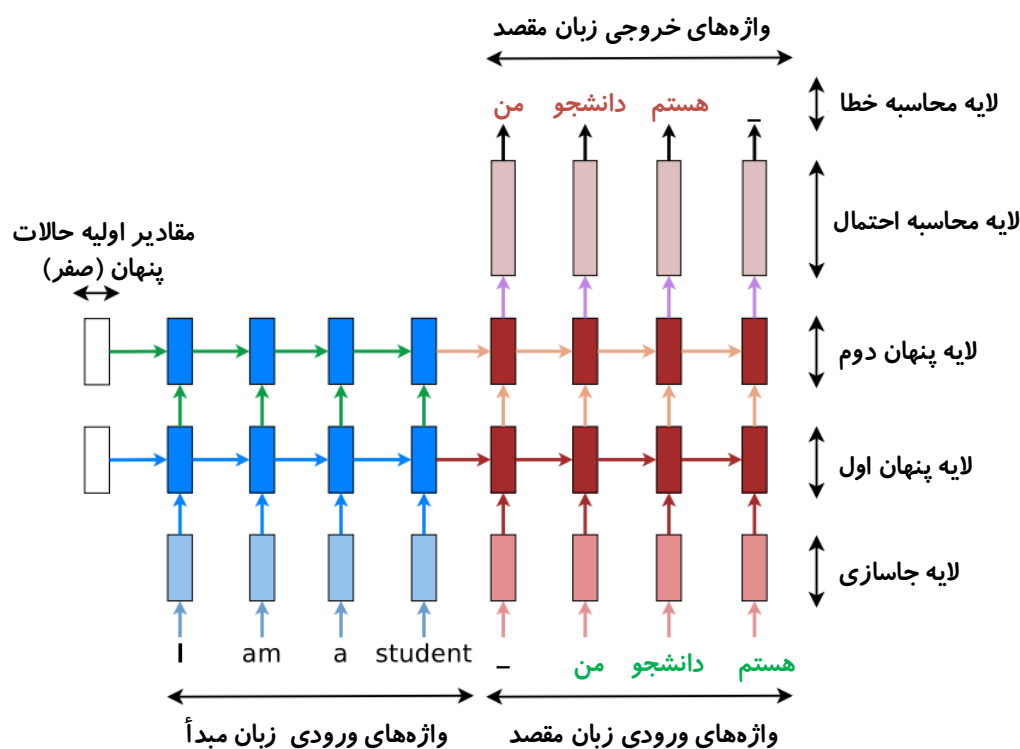 واژه‌های خروجی زبان مقصد
لایه محاسبه خطا
من دانشجو هستم _
لایه محاسبه احتمال
مقادیر اولیه حالات
پنهان (صفر)
لایه پنهان دوم
لایه پنهان اول
لایه جاسازی
I am a student _ من دانشجو هستم
واژه‌های ورودی زبان مبدأ
واژه‌های ورودی زبان مقصد